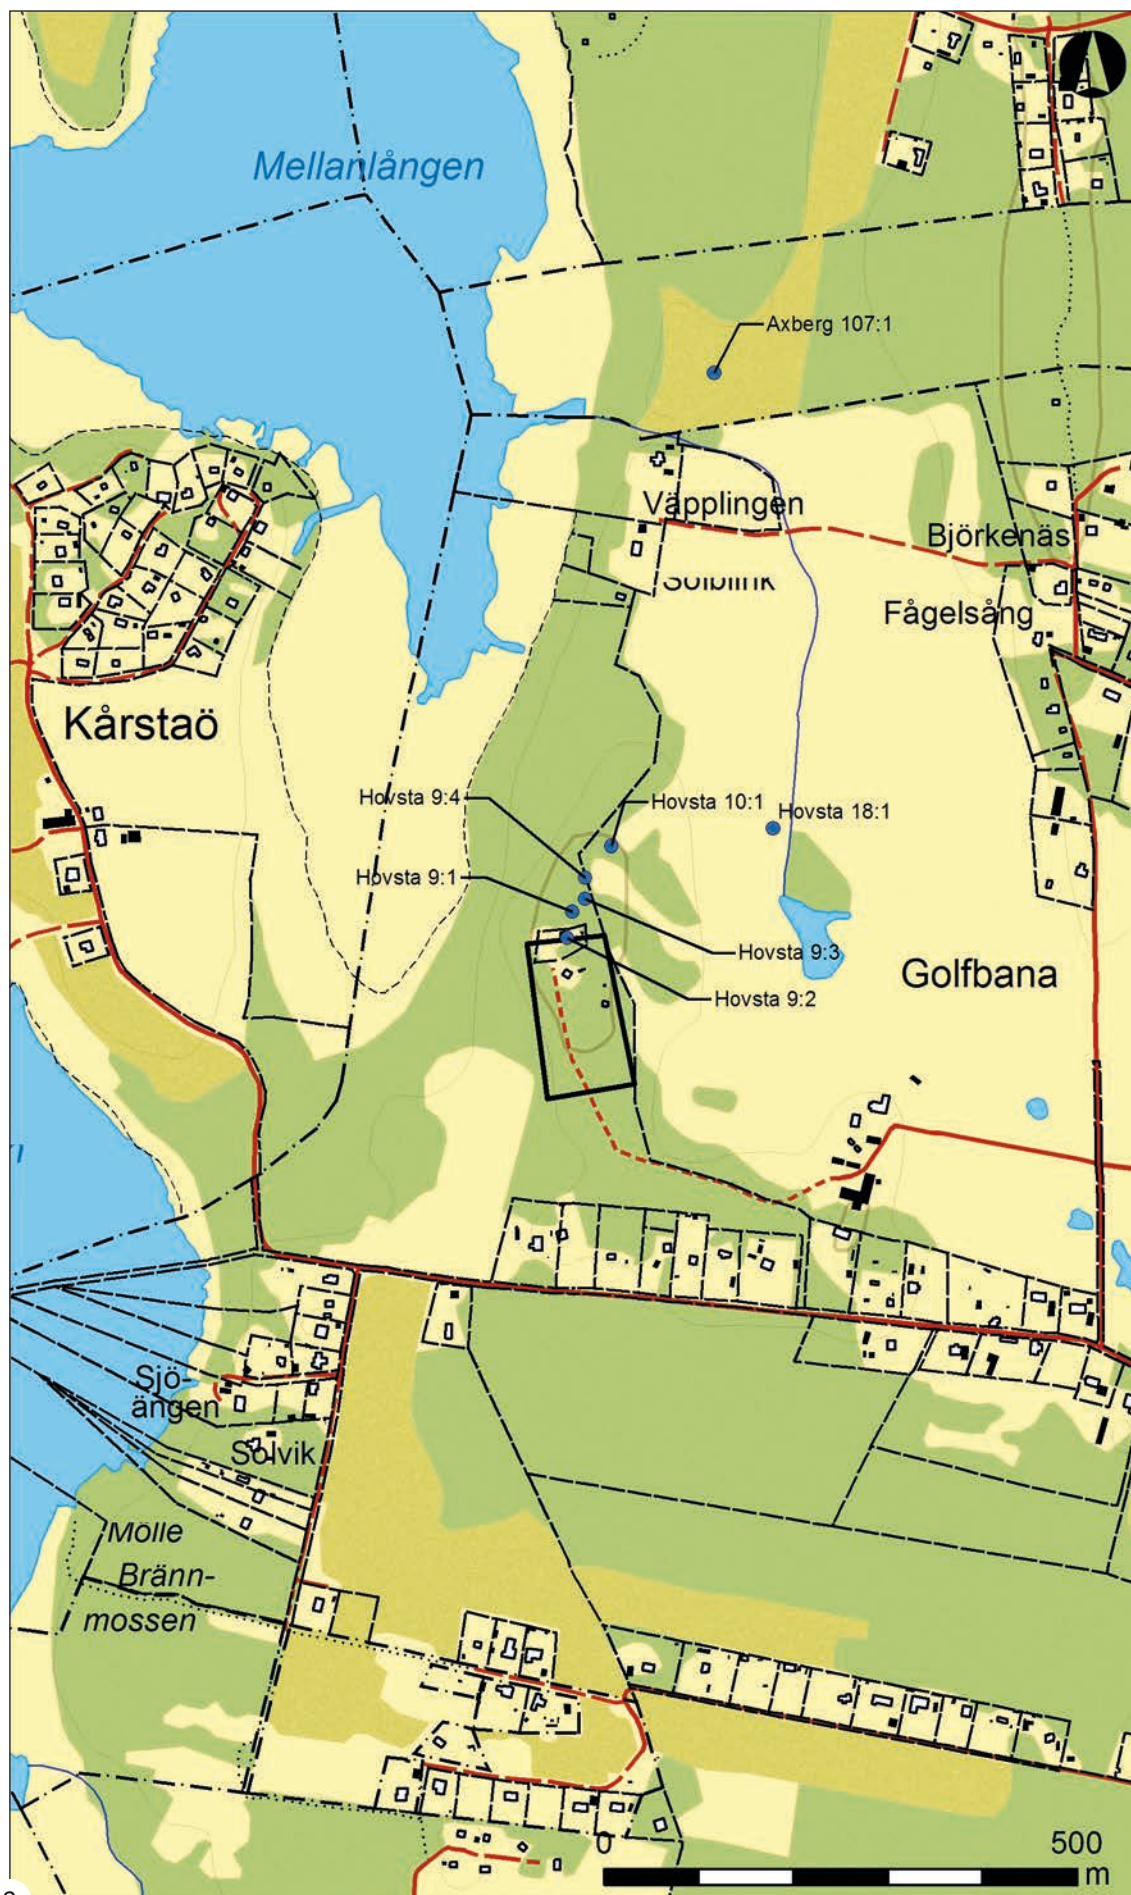 Mellanlången
Axberg 107:1
Väpplingen
Björkenäs
Solblink
Fågelsång
Kårstaö
Hovsta 9:4
Hovsta 10:1
Hovsta 18:1
Hovsta 9:1
Hovsta 9:3
Golfbana
Hovsta 9:2
Sjö-
ängen
Solvik
Mölle
Bränn-
mossen
0
500
m